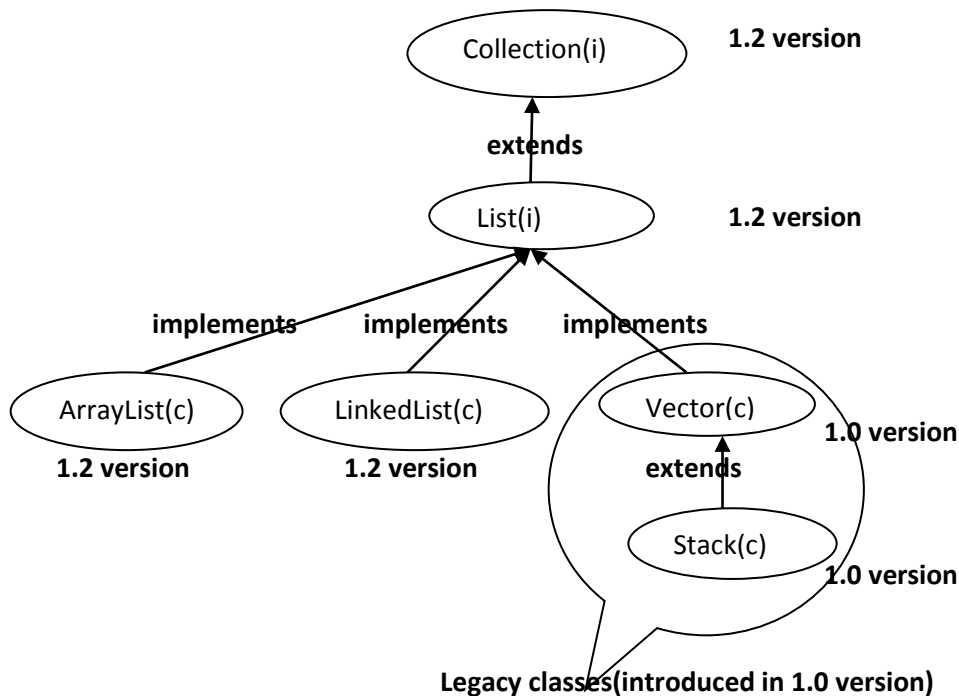 Collection(i)
1.2 version
extends
List(i)
1.2 version
implements
implements
implements
ArrayList(c)
LinkedList(c)
Vector(c)
1.0 version
1.2 version
1.2 version
extends
Stack(c)
1.0 version
Legacy classes(introduced in 1.0 version)